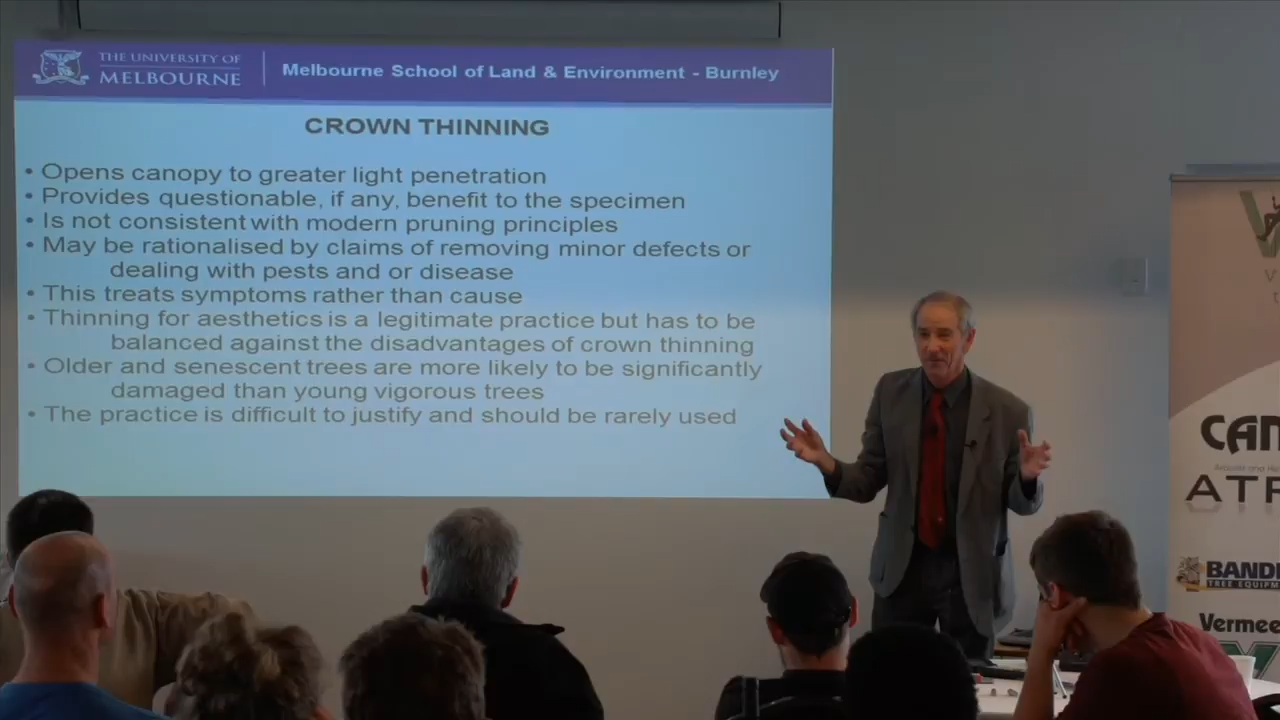 THE UNIVERSITY OF
MELBOURNE
Melbourne School of Land & Environment - Burnley
CROWN THINNING
• Opens canopy to greater light penetration
• Provides questionable, if any, benefit to the specimen
• Is not consistent with modern pruning principles
• May be rationalised by claims of removing minor defects or
dealing with pests and or disease
• This treats symptoms rather than cause
• Thinning for aesthetics is a legitimate practice but has to be
balanced against the disadvantages of crown thinning
• Older and senescent trees are more likely to be significantly
damaged than young vigorous trees
• The practice is difficult to justify and should be rarely used
V
CAN
ATR
BAND
TREE EQUIPM
Vermee